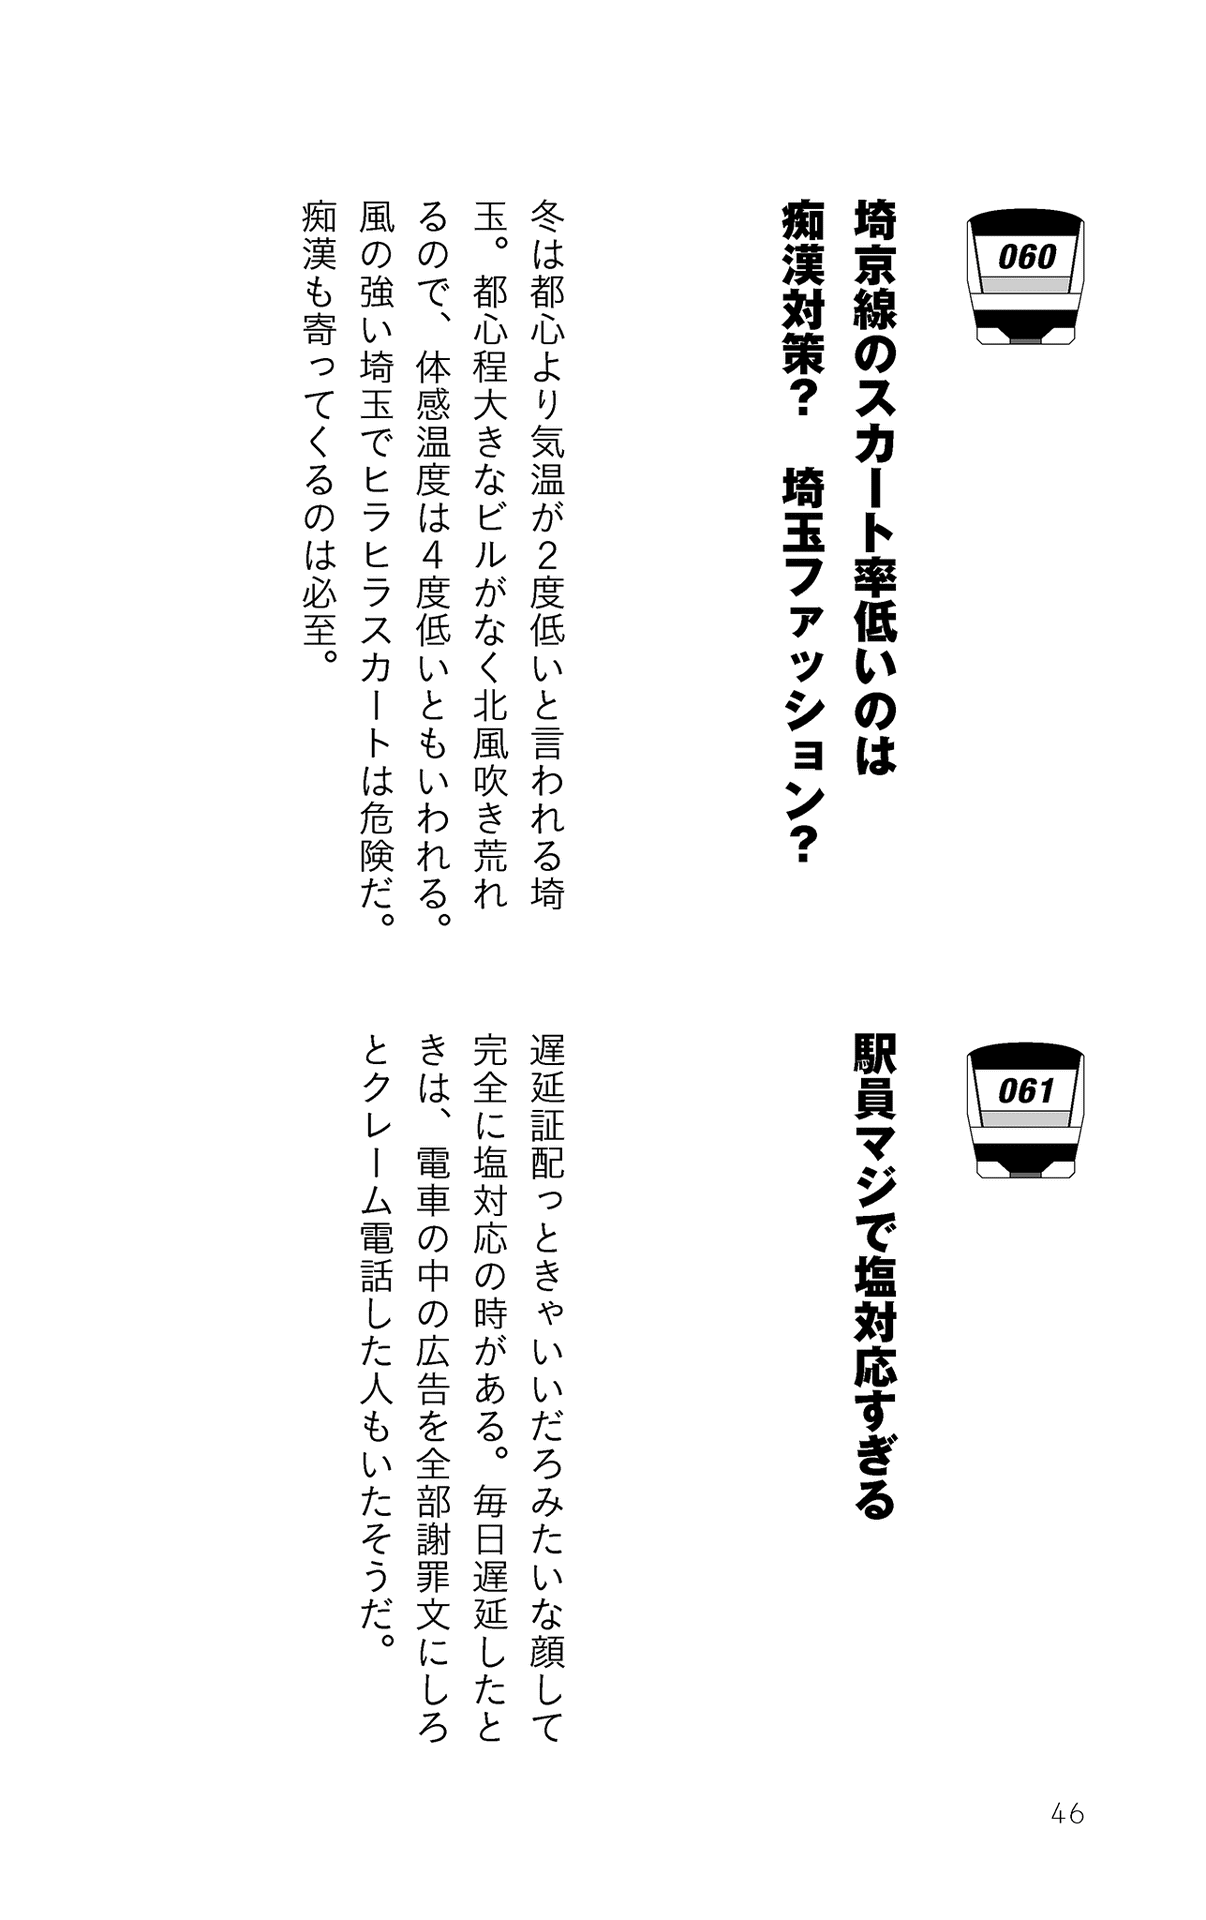 060
埼京線のスカート率低いのは
痴漢対策？　埼玉ファッション？
冬は都心より気温が２度低いと言われる埼
玉。都心程大きなビルがなく北風吹き荒れ
るので、体感温度は４度低いともいわれる。
風の強い埼玉でヒラヒラスカートは危険だ。
痴漢も寄ってくるのは必至。
061
駅員マジで塩対応すぎる
遅延証配っときゃいいだろみたいな顔して
完全に塩対応の時がある。毎日遅延したと
きは、電車の中の広告を全部謝罪文にしろ
とクレーム電話した人もいたそうだ。
46